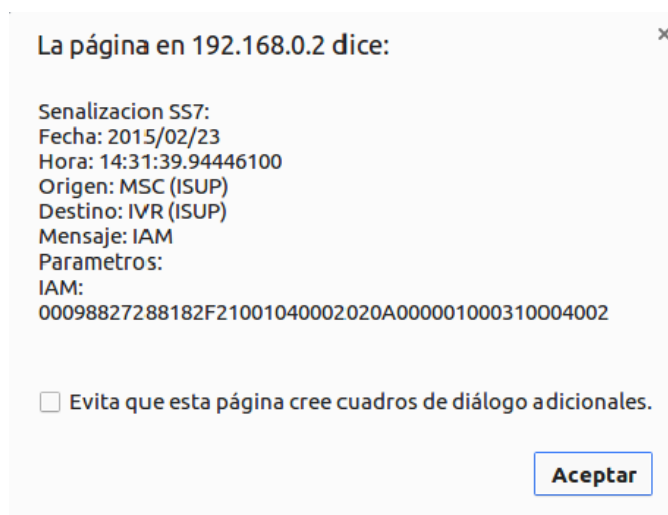 La página en 192.168.0.2 dice:
Senalizacion SS7:
Fecha: 2015/02/23
Hora: 14:31:39.94446100
Origen: MSC (ISUP)
Destino: IVR (ISUP)
Mensaje: IAM
Parametros:
IAM:
00098827288182F21001040002020A00000100031​0004002
Evita que esta página cree cuadros de diálogo adicionales.
Aceptar